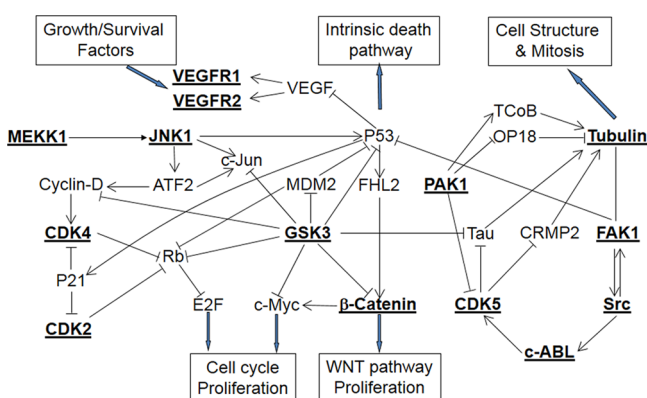 Growth/Survival
Factors
Intrinsic death
pathway
Cell Structure
& Mitosis
VEGFR1
VEGFR2
VEGF
TCoB
OP18
Tubulin
MEKK1
JNK1
P53
c-Jun
Cyclin-D
ATF2
MDM2
FHL2
PAK1
CDK4
Rb
GSK3
Tau
CRMP2
FAK1
P21
CDK2
E2F
c-Myc
β-Catenin
CDK5
Src
c-ABL
Cell cycle
Proliferation
WNT pathway
Proliferation